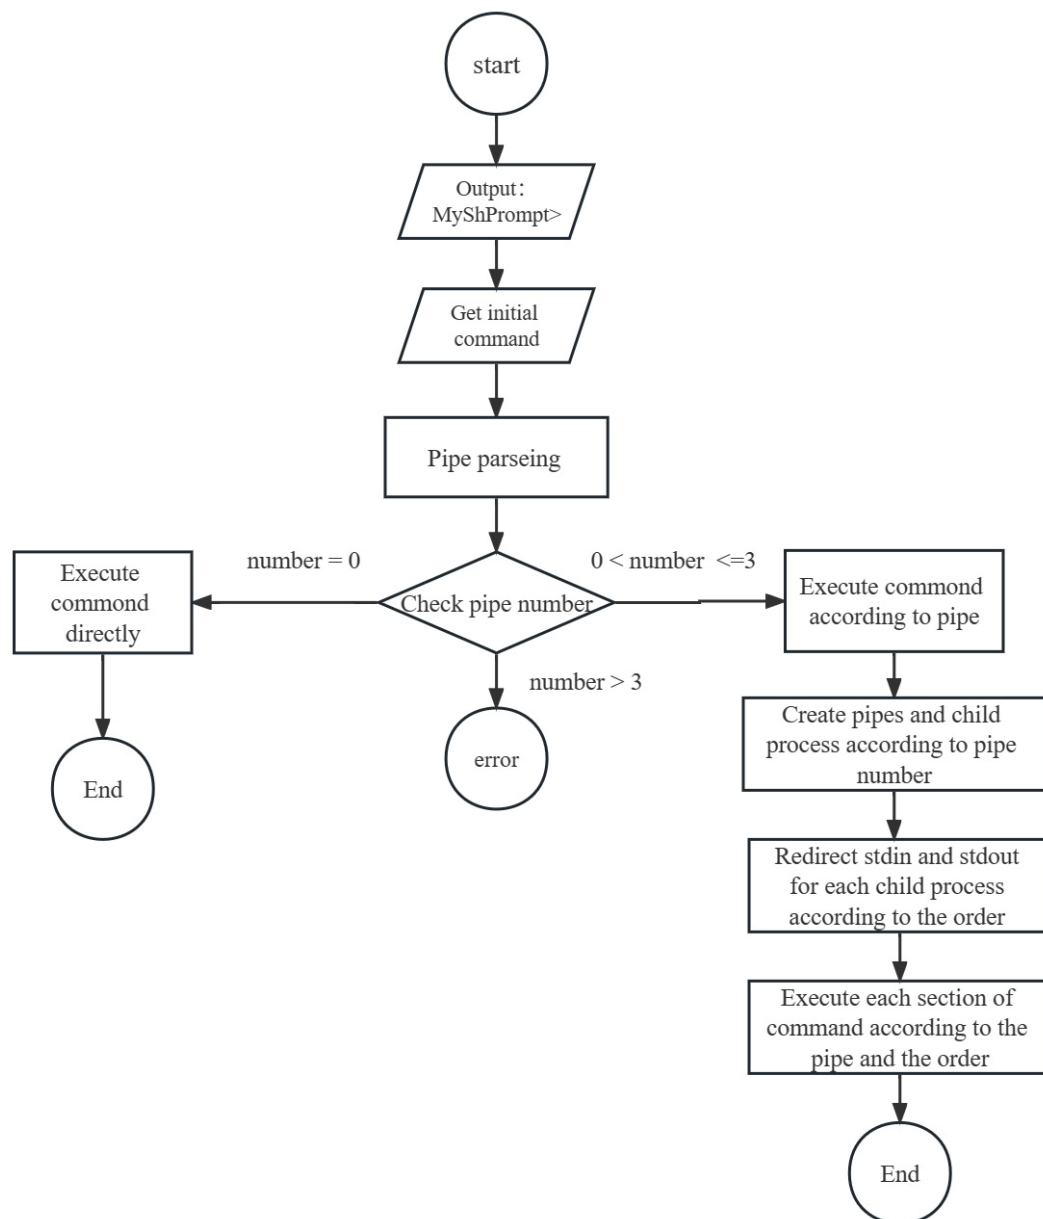 start
Output：
MyShPrompt>
Get initial
command
Pipe parseing
number = 0
0 < number  <=3
Execute
commond
directly
Check pipe number
Execute commond
according to pipe
number > 3
Create pipes and child
process according to pipe
number
error
End
Redirect stdin and stdout
for each child process
according to the order
Execute each section of
command according to the
pipe and the order
End